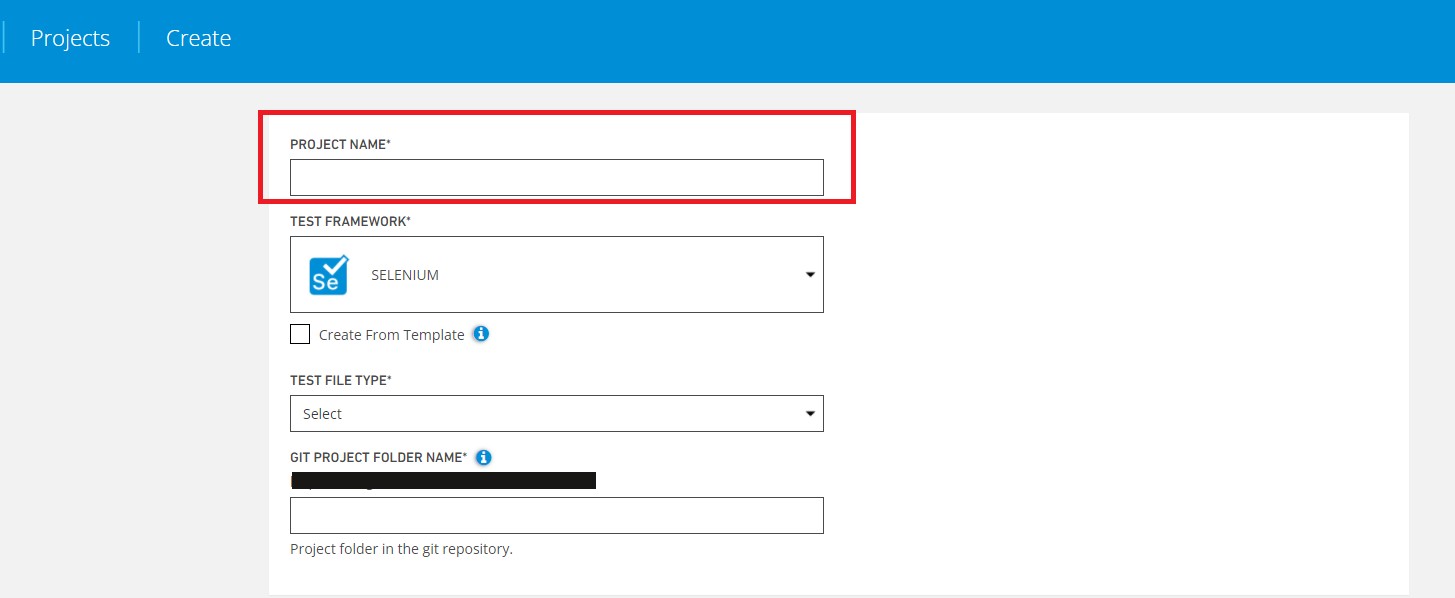 Projects Create
PROJECT NAME*
TEST FRAMEWORK*
Se SELENIUM
Create From Template
TEST FILE TYPE*
Select
GIT PROJECT FOLDER NAME*
Project folder in the git repository.